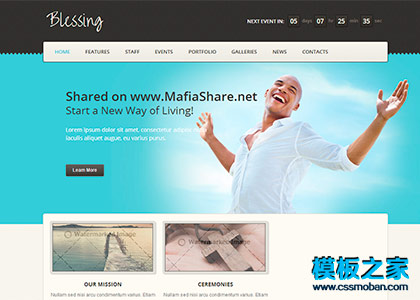 Blessing
NEXT EVENT IN: 05 days 07 hr 25 min 35 sec
HOME FEATURES STAFF EVENTS PORTFOLIO GALLERIES NEWS CONTACTS
Shared on www.MafiaShare.net
Start a New Way of Living!
Lorem ipsum dolor sit amet, consectetur adipisc
iaculis aliquet augue, eu varius purus.
Learn More
Watermarked Image
Watermarked Image
OUR MISSION
CEREMONIES
Nullam sed nisi arcu condimentum varius. Etiam
Nullam sed nisi arcu condimentum varius. Etiam
模板之家
www.cssmoban.com